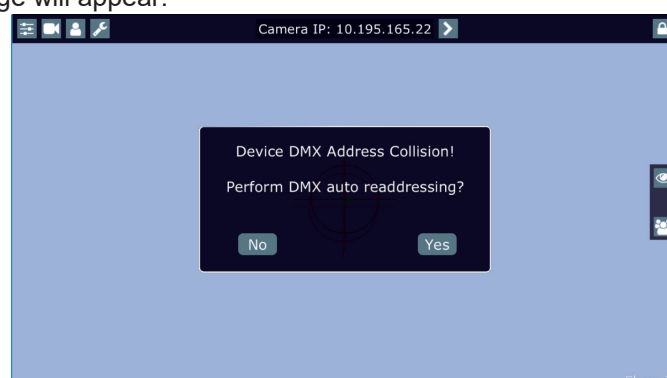 ge will appear:
Camera IP: 10.195.165.22
Device DMX Address Collision!
Perform DMX auto readdressing?
No
Yes